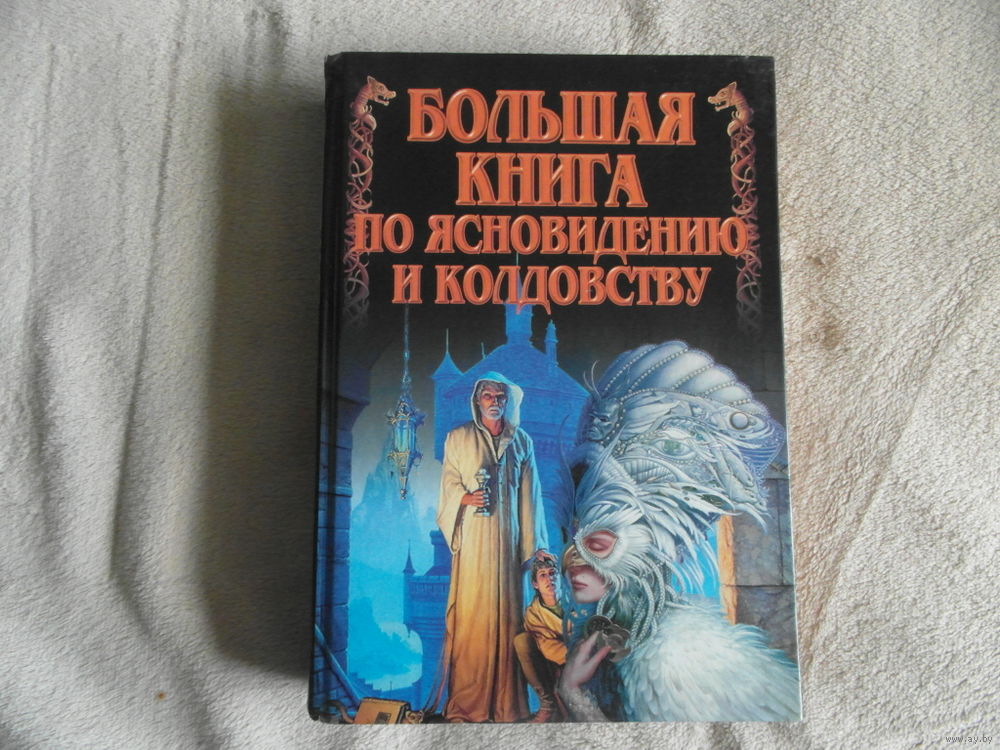 БОЛЬШАЯ
КНИГА
ПО ЯСНОВИДЕНИЮ
И КОЛДОВСТВУ
www.ay.by